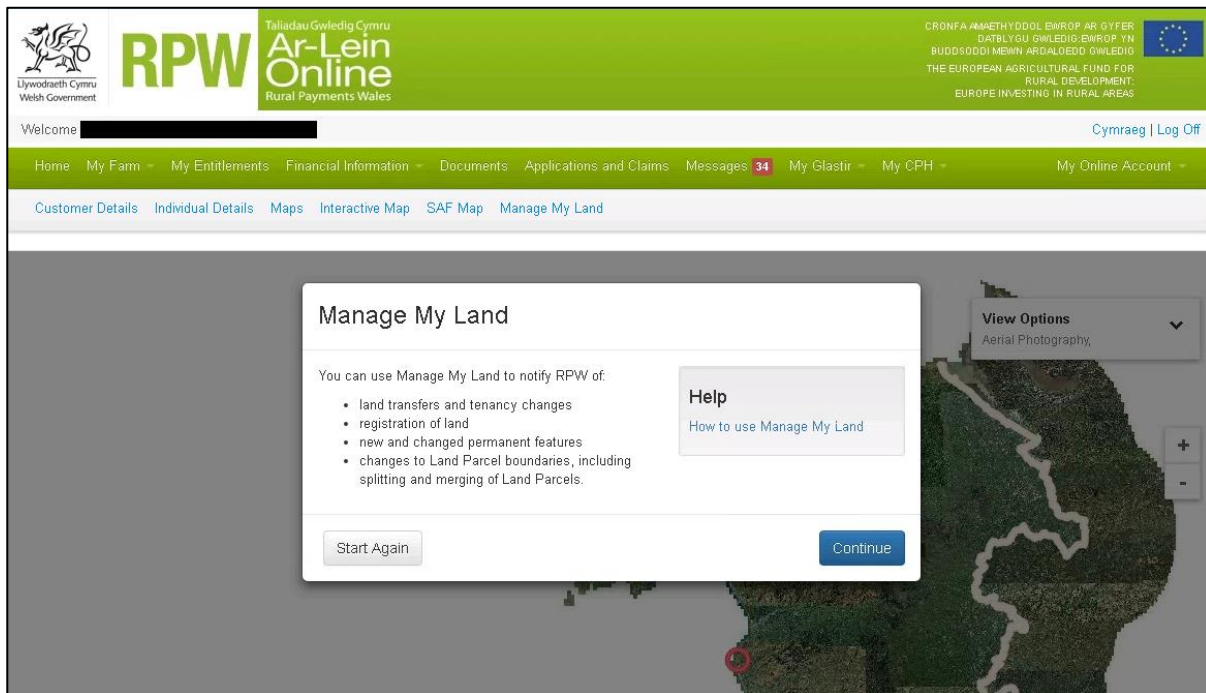 Llywodraeth Cymru
Welsh Government
RPW
Taliadau Gwledig Cymru
Ar-Lein
Online
Rural Payments Wales
CRONFA AMAETHYDDOL EWROP AR GYFER
DATBLYGU GWLEDIG:EWROP YN
BUDDSODDI MEWN ARDALOEDD GWLEDIG
THE EUROPEAN AGRICULTURAL FUND FOR
RURAL DEVELOPMENT:
EUROPE INVESTING IN RURAL AREAS
Welcome
Cymraeg | Log Off
Home My Farm My Entitlements Financial Information Documents Applications and Claims Messages 34 My Glastir My CPH My Online Account
Customer Details Individual Details Maps Interactive Map SAF Map Manage My Land
View Options
Aerial Photography,
+
-
Manage My Land
You can use Manage My Land to notify RPW of:
• land transfers and tenancy changes
• registration of land
• new and changed permanent features
• changes to Land Parcel boundaries, including
splitting and merging of Land Parcels.
Help
How to use Manage My Land
Start Again
Continue